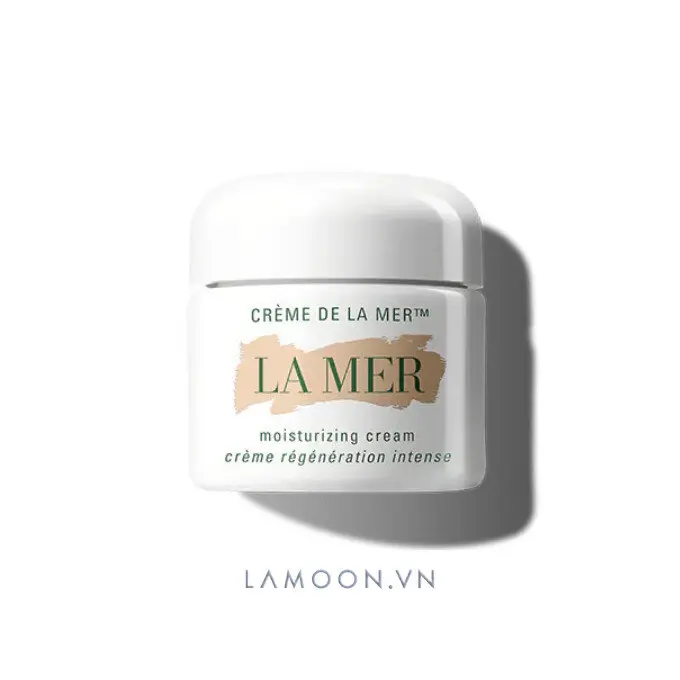 CRÈME DE LA MER™
LA MER
moisturizing cream
crème régénération intense
LAMOON.VN